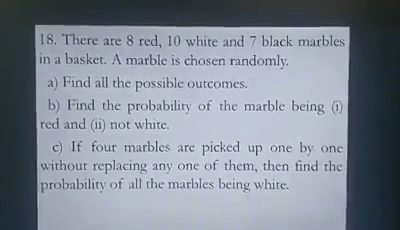 18. There are 8 red, 10 white and 7 black marbles
in a basket. A marble is chosen randomly.
a) Find all the possible outcomes.
b) Find the probability of the marble being (i)
red and (ii) not white.
c) If four marbles are picked up one by one
without replacing any one of them, then find the
probability of all the marbles being white.